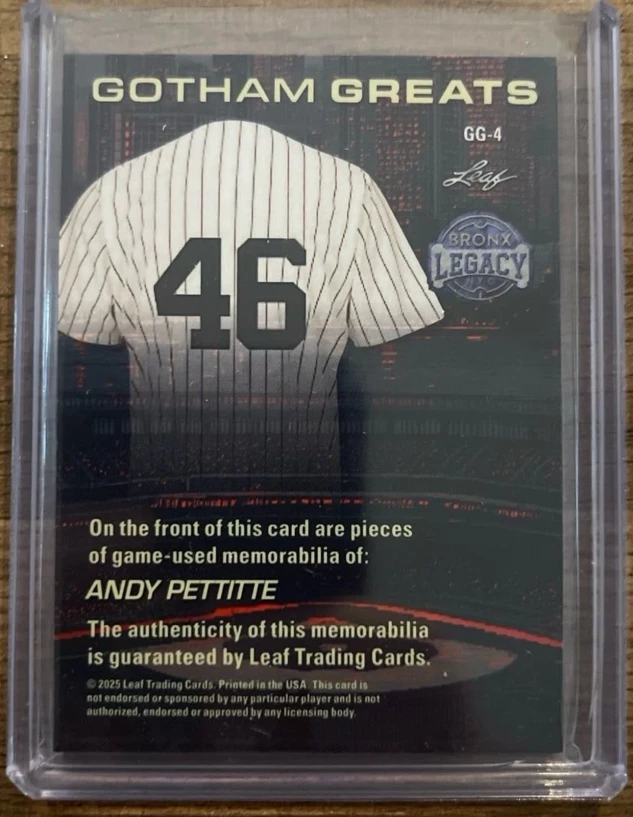 GOTHAM GREATS
GG-4
Leaf
BRONX
LEGACY
NYC
46
On the front of this card are pieces
of game-used memorabilia of:
ANDY PETTITTE
The authenticity of this memorabilia
is guaranteed by Leaf Trading Cards.
© 2025 Leaf Trading Cards. Printed in the USA. This card is
not endorsed or sponsored by any particular player and is not
authorized, endorsed or approved by any licensing body.